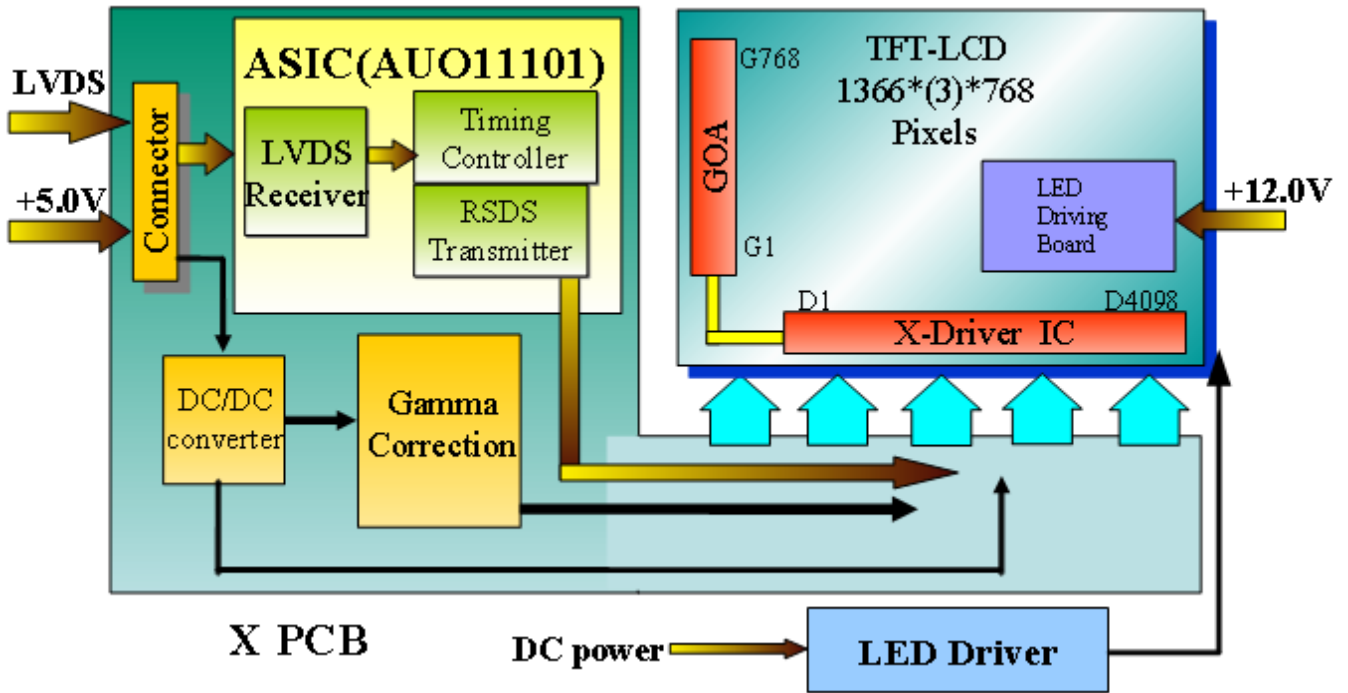 LVDS
+5.0V
Connector
ASIC(AUO11101)
LVDS
Receiver
Timing
Controller
RSDS
Transmitter
DC/DC
converter
Gamma
Correction
X PCB
TFT-LCD
1366*(3)*768
Pixels
G768
GOA
G1
LED
Driving
Board
+12.0V
D1
D4098
X-Driver IC
DC power
LED Driver